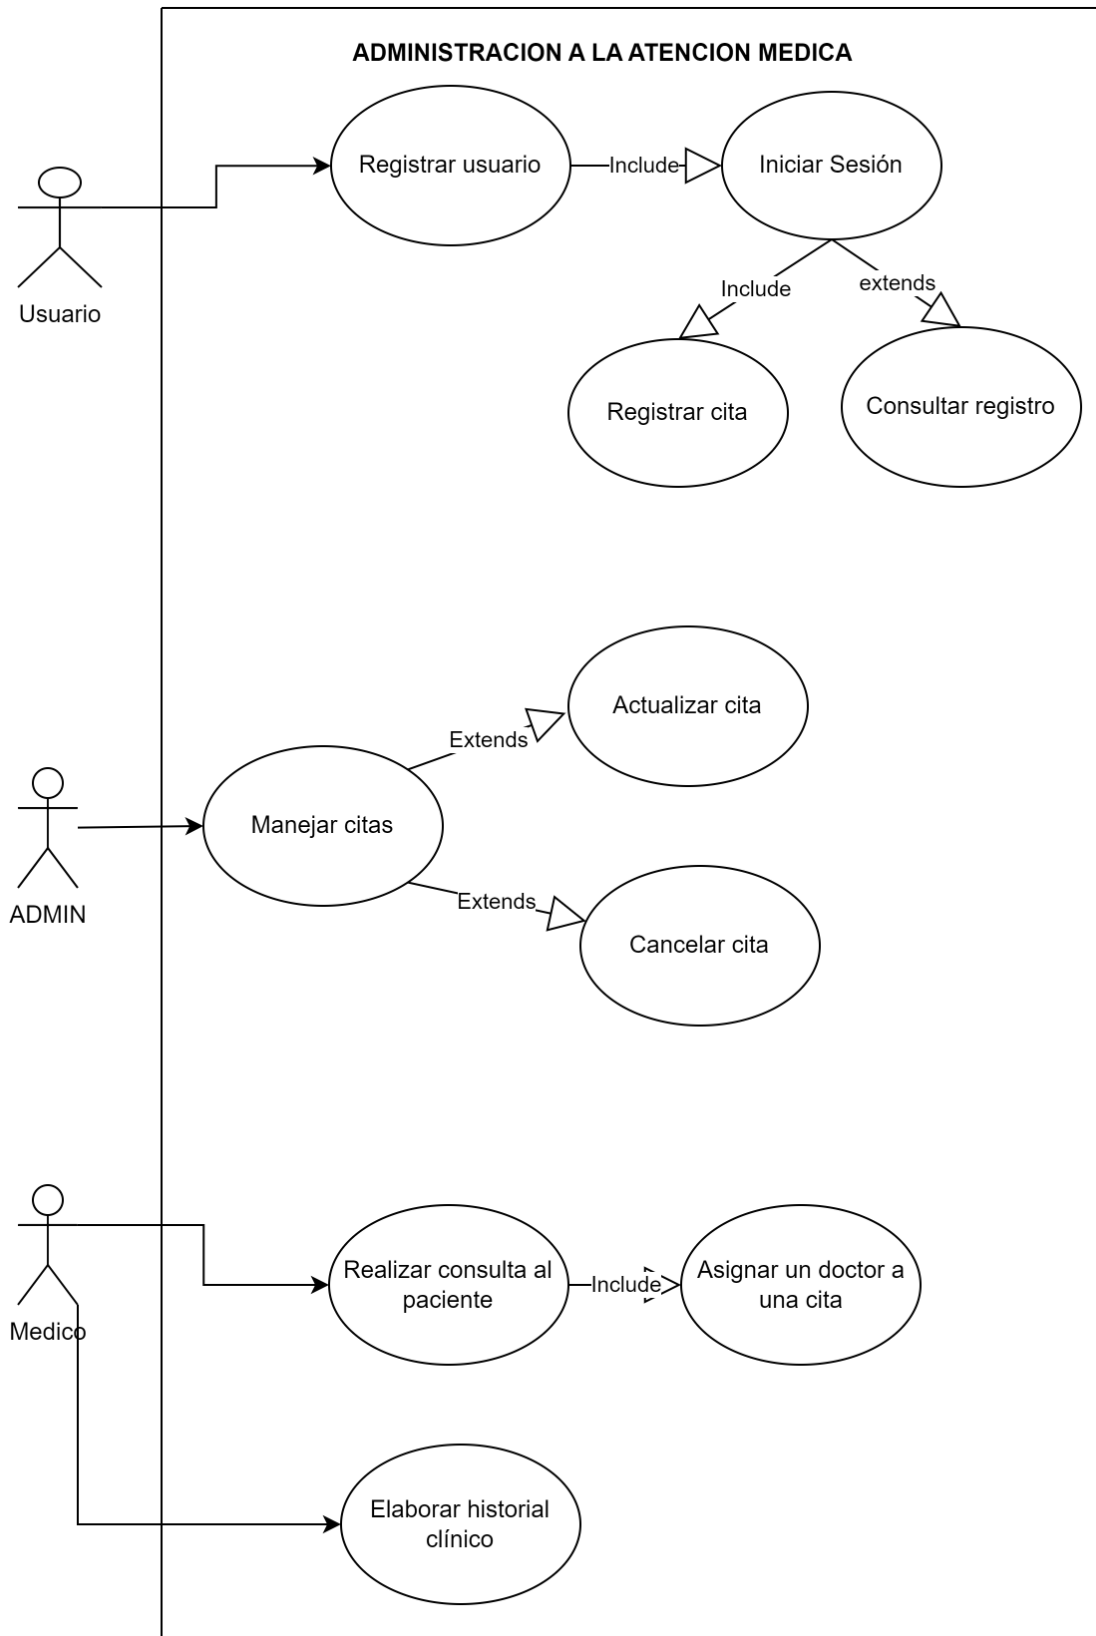 ADMINISTRACION A LA ATENCION MEDICA
Registrar usuario
Include
Iniciar Sesión
Usuario
Include
extends
Registrar cita
Consultar registro
Actualizar cita
Extends
Manejar citas
ADMIN
Extends
Cancelar cita
Medico
Realizar consulta al
paciente
Include
Asignar un doctor a
una cita
Elaborar historial
clínico